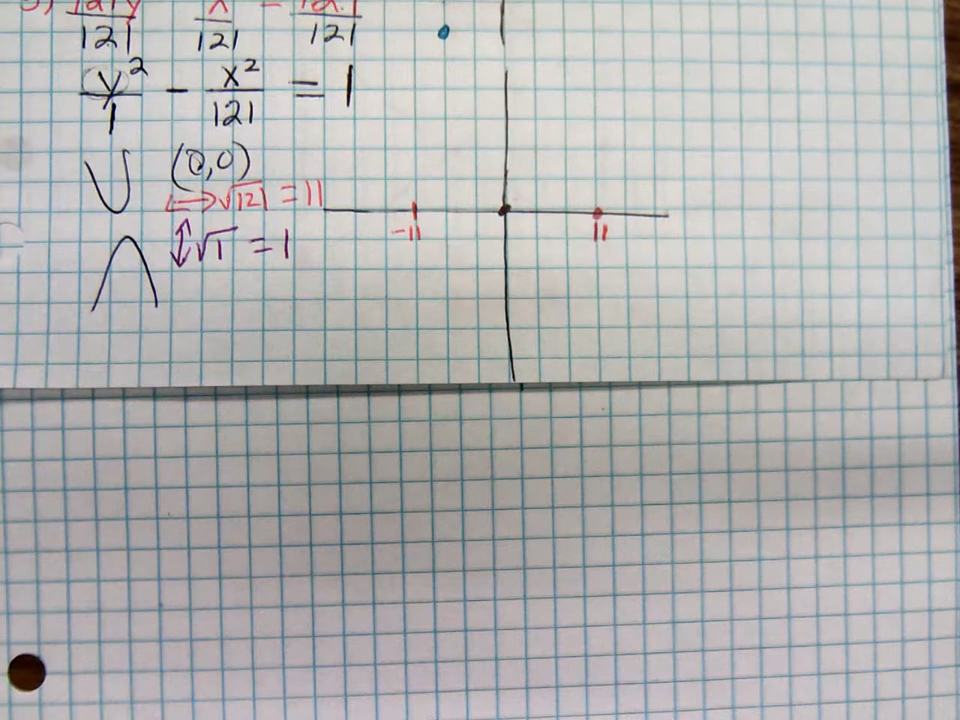 121 121 121
y² / 1 - x² / 121 = 1
(0,0)
√121 = 11
-11 11
√1 = 1